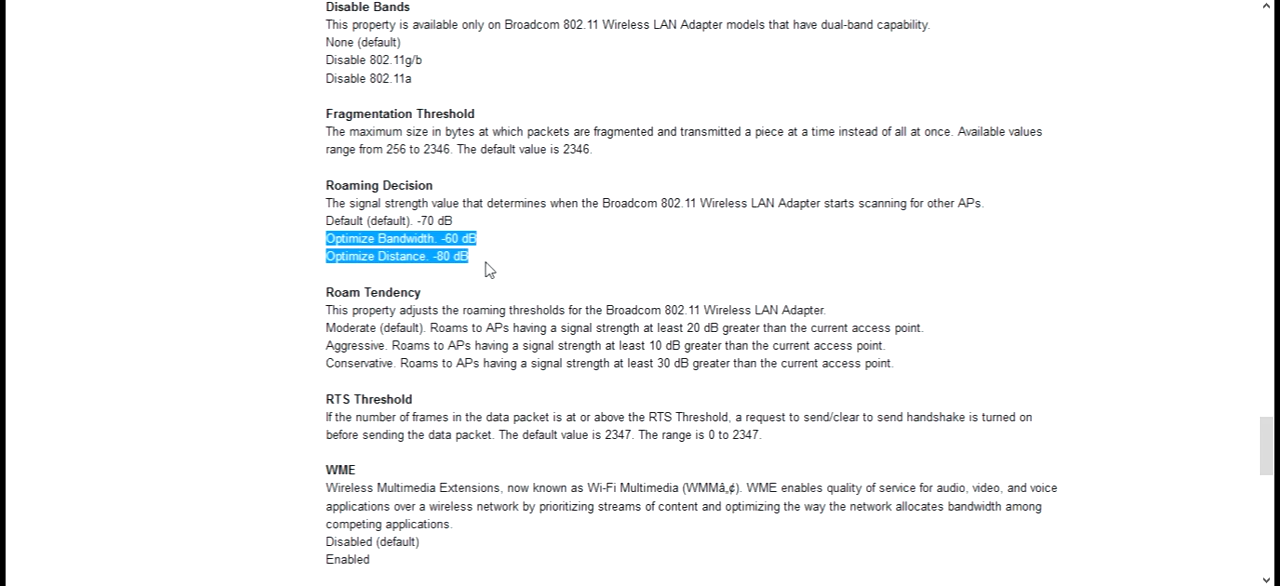 Disable Bands
This property is available only on Broadcom 802.11 Wireless LAN Adapter models that have dual-band capability.
None (default)
Disable 802.11g/b
Disable 802.11a
Fragmentation Threshold
The maximum size in bytes at which packets are fragmented and transmitted a piece at a time instead of all at once. Available values
range from 256 to 2346. The default value is 2346.
Roaming Decision
The signal strength value that determines when the Broadcom 802.11 Wireless LAN Adapter starts scanning for other APs.
Default (default). -70 dB
Optimize Bandwidth. -60 dB
Optimize Distance. -80 dB
Roam Tendency
This property adjusts the roaming thresholds for the Broadcom 802.11 Wireless LAN Adapter.
Moderate (default). Roams to APs having a signal strength at least 20 dB greater than the current access point.
Aggressive. Roams to APs having a signal strength at least 10 dB greater than the current access point.
Conservative. Roams to APs having a signal strength at least 30 dB greater than the current access point.
RTS Threshold
If the number of frames in the data packet is at or above the RTS Threshold, a request to send/clear to send handshake is turned on
before sending the data packet. The default value is 2347. The range is 0 to 2347.
WME
Wireless Multimedia Extensions, now known as Wi-Fi Multimedia (WMMâ„¢). WME enables quality of service for audio, video, and voice
applications over a wireless network by prioritizing streams of content and optimizing the way the network allocates bandwidth among
competing applications.
Disabled (default)
Enabled